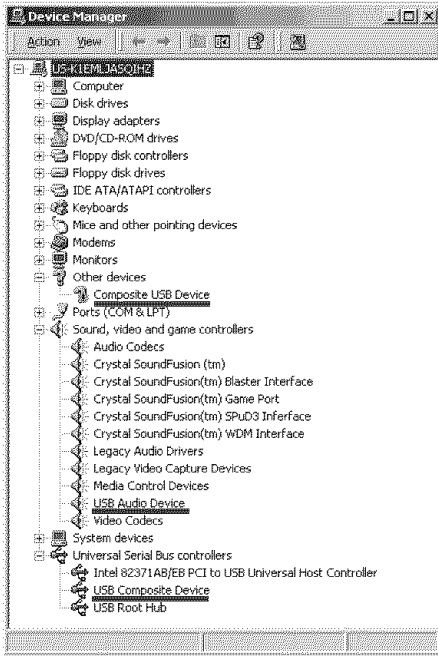 Device Manager
Action View
US-K1EMLJASQIHZ
Computer
Disk drives
Display adapters
DVD/CD-ROM drives
Floppy disk controllers
Floppy disk drives
IDE ATA/ATAPI controllers
Keyboards
Mice and other pointing devices
Modems
Monitors
Other devices
Composite USB Device
Ports (COM & LPT)
Sound, video and game controllers
Audio Codecs
Crystal SoundFusion (tm)
Crystal SoundFusion(tm) Blaster Interface
Crystal SoundFusion(tm) Game Port
Crystal SoundFusion(tm) SPuD3 Inferface
Crystal SoundFusion(tm) WDM Interface
Legacy Audio Drivers
Legacy Video Capture Devices
Media Control Devices
USB Audio Device
Video Codecs
System devices
Universal Serial Bus controllers
Intel 82371AB/EB PCI to USB Universal Host Controller
USB Composite Device
USB Root Hub